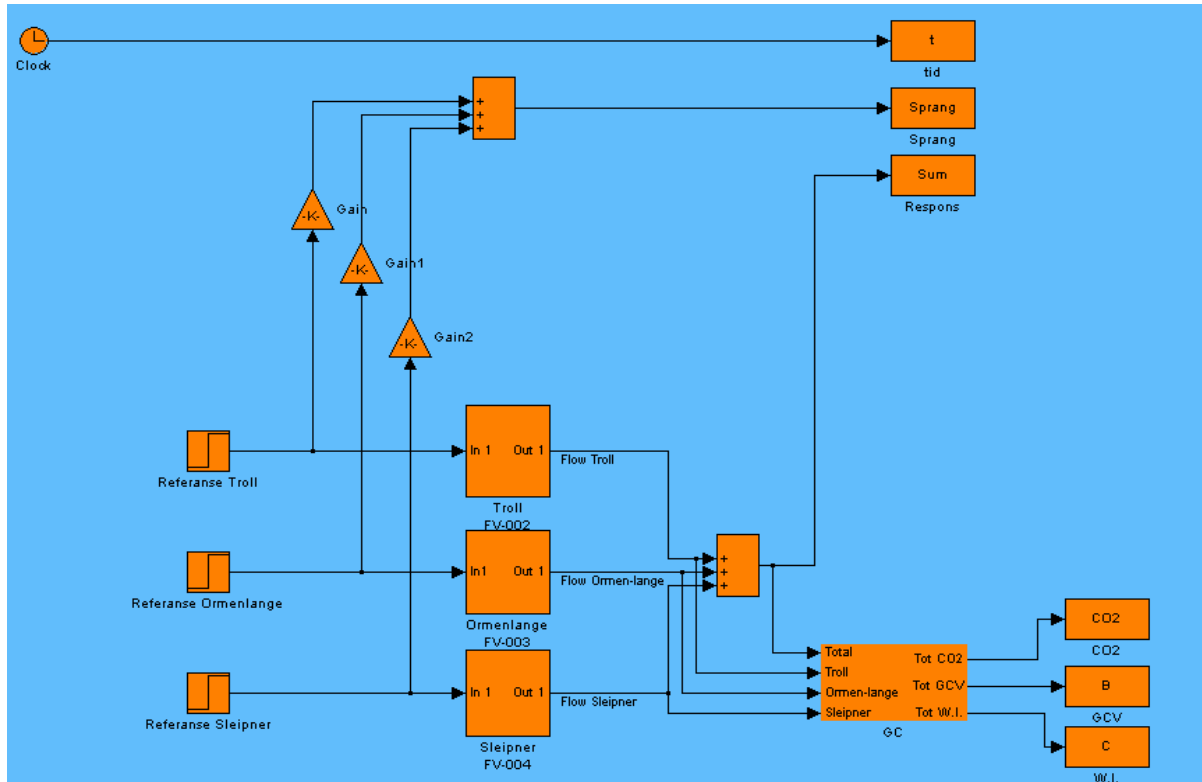 Clock
t
tid
+
+
+
Sprang
Sprang
Sum
Respons
-K-
Gain
-K-
Gain1
-K-
Gain2
Referanse Troll
In 1 Out 1
Flow Troll
Troll
FV-002
Referanse Ormenlange
In1 Out 1
Flow Ormen-lange
Ormenlange
FV-003
+
+
+
Referanse Sleipner
In 1 Out 1
Flow Sleipner
Sleipner
FV-004
Total
Troll
Ormen-lange
Sleipner
Tot CO2
Tot GCV
Tot W.I.
GC
CO2
CO2
B
GCV
C
W.I.